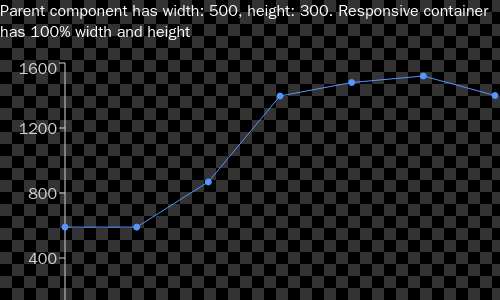 Parent component has width: 500, height: 300. Responsive container
has 100% width and height
1600
1200
800
400